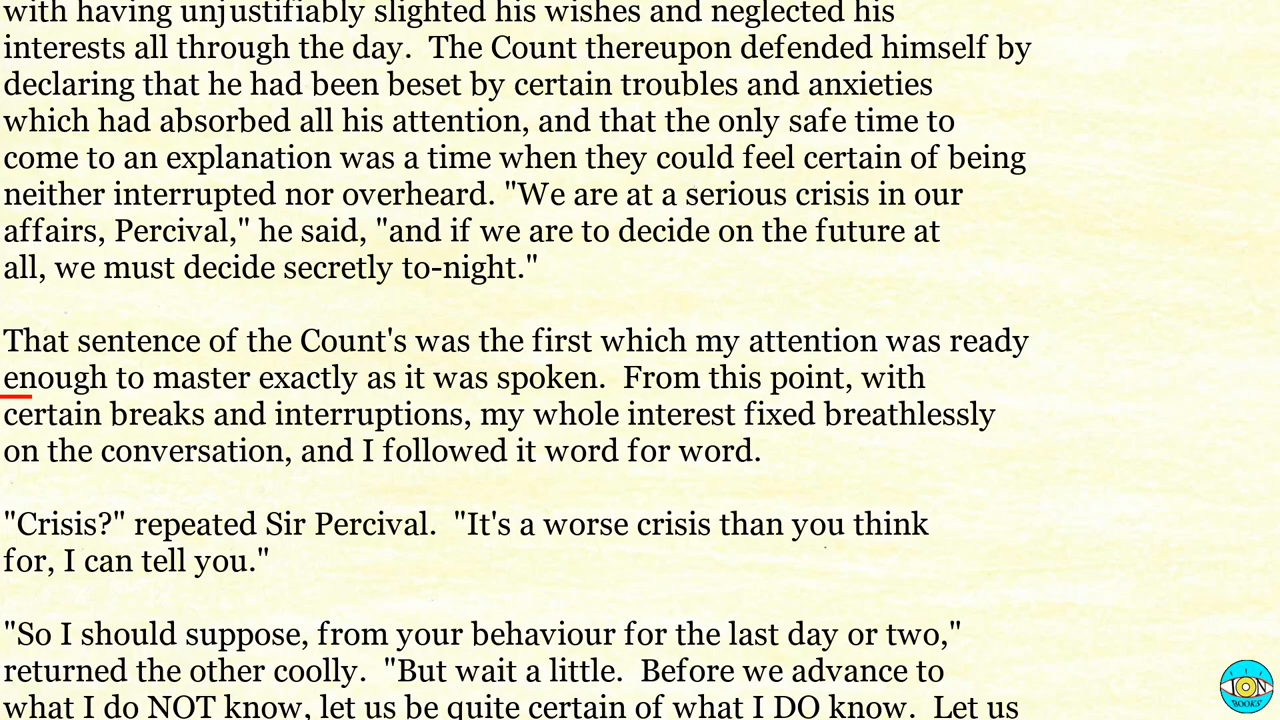 with having unjustifiably slighted his wishes and neglected his
interests all through the day.  The Count thereupon defended himself by
declaring that he had been beset by certain troubles and anxieties
which had absorbed all his attention, and that the only safe time to
come to an explanation was a time when they could feel certain of being
neither interrupted nor overheard. "We are at a serious crisis in our
affairs, Percival," he said, "and if we are to decide on the future at
all, we must decide secretly to-night."
That sentence of the Count's was the first which my attention was ready
enough to master exactly as it was spoken.  From this point, with
certain breaks and interruptions, my whole interest fixed breathlessly
on the conversation, and I followed it word for word.
"Crisis?" repeated Sir Percival.  "It's a worse crisis than you think
for, I can tell you."
"So I should suppose, from your behaviour for the last day or two,"
returned the other coolly.  "But wait a little.  Before we advance to
what I do NOT know, let us be quite certain of what I DO know.  Let us
ION
BOOKS